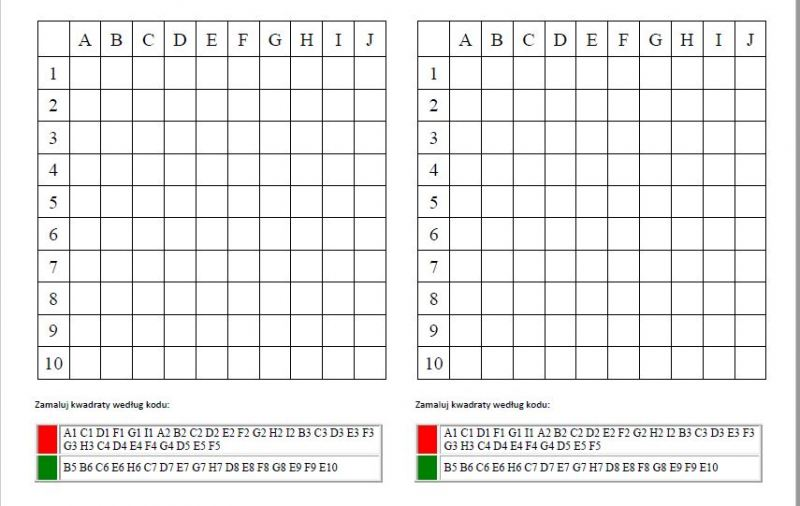 A B C D E F G H I J
1
2
3
4
5
6
7
8
9
10
Zamaluj kwadraty według kodu:
A1 C1 D1 F1 G1 I1 A2 B2 C2 D2 E2 F2 G2 H2 I2 B3 C3 D3 E3 F3
G3 H3 C4 D4 E4 F4 G4 D5 E5 F5
B5 B6 C6 E6 H6 C7 D7 E7 G7 H7 D8 E8 F8 G8 E9 F9 E10
A B C D E F G H I J
1
2
3
4
5
6
7
8
9
10
Zamaluj kwadraty według kodu:
A1 C1 D1 F1 G1 I1 A2 B2 C2 D2 E2 F2 G2 H2 I2 B3 C3 D3 E3 F3
G3 H3 C4 D4 E4 F4 G4 D5 E5 F5
B5 B6 C6 E6 H6 C7 D7 E7 G7 H7 D8 E8 F8 G8 E9 F9 E10